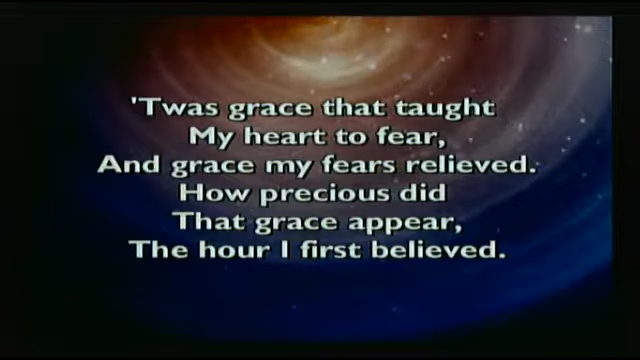 'Twas grace that taught
My heart to fear,
And grace my fears relieved.
How precious did
That grace appear,
The hour I first believed.